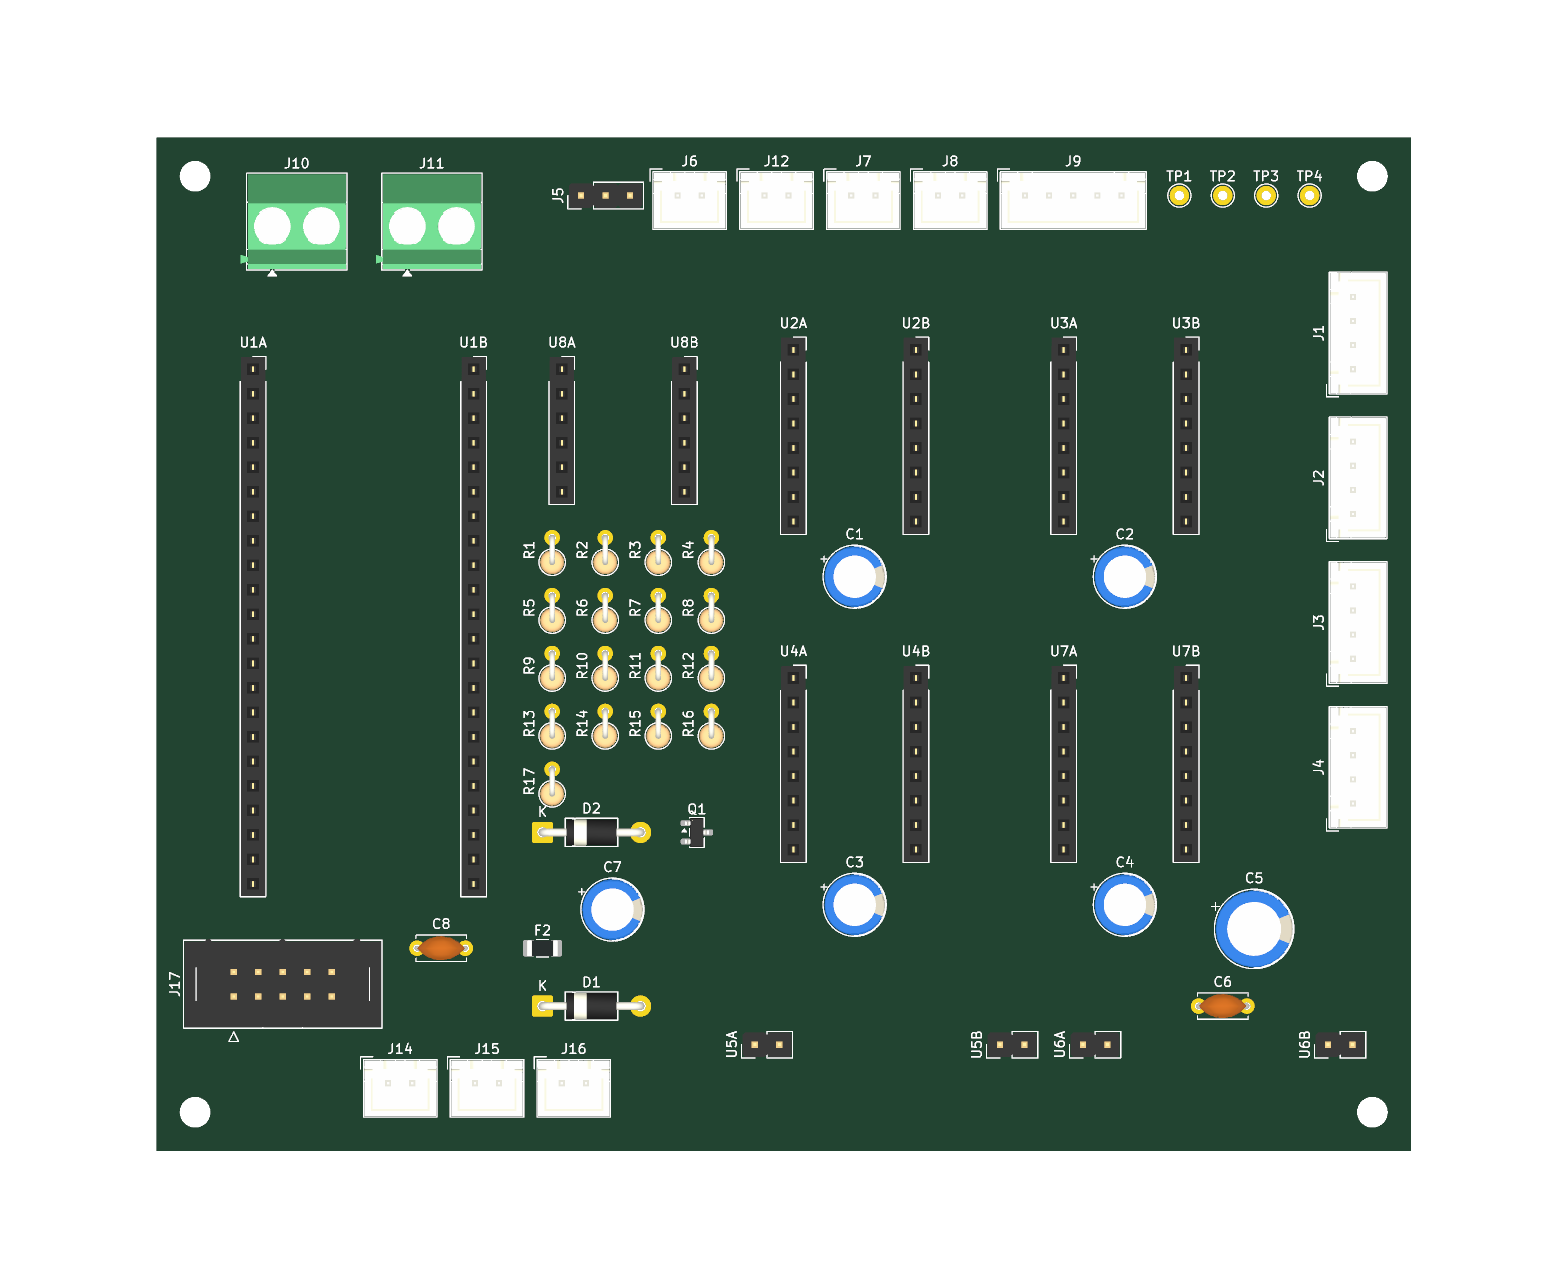 J10
J11
J5
J6
J12
J7
J8
J9
TP1
TP2
TP3
TP4
J1
U1A
U1B
U8A
U8B
U2A
U2B
U3A
U3B
J2
R1
R2
R3
R4
C1
+
C2
+
R5
R6
R7
R8
J3
R9
R10
R11
R12
U4A
U4B
U7A
U7B
R13
R14
R15
R16
J4
R17
K
D2
Q1
C7
+
C3
+
C4
+
C5
+
C8
F2
J17
K
D1
C6
U5A
U5B
U6A
U6B
J14
J15
J16